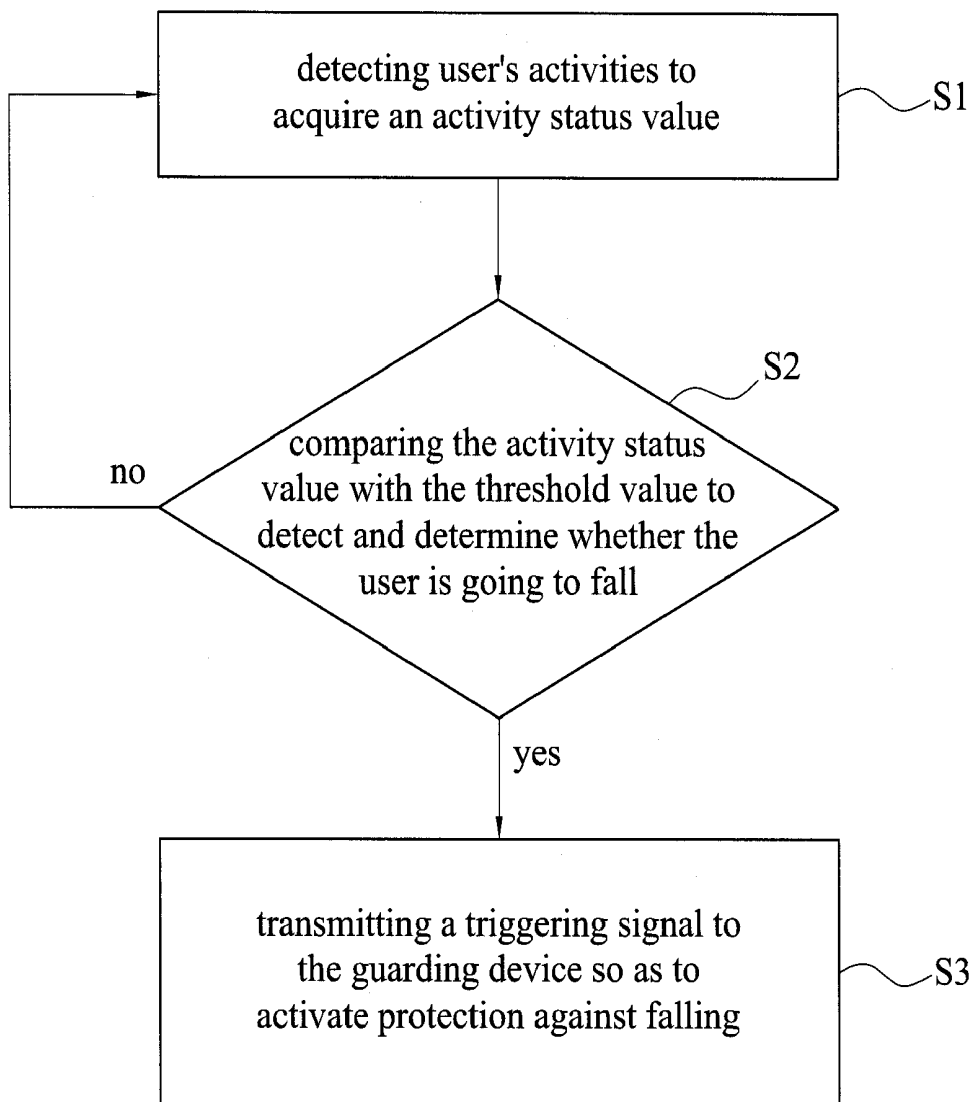 detecting user's activities to
acquire an activity status value
S1
S2
comparing the activity status
value with the threshold value to
detect and determine whether the
user is going to fall
no
yes
transmitting a triggering signal to
the guarding device so as to
activate protection against falling
S3